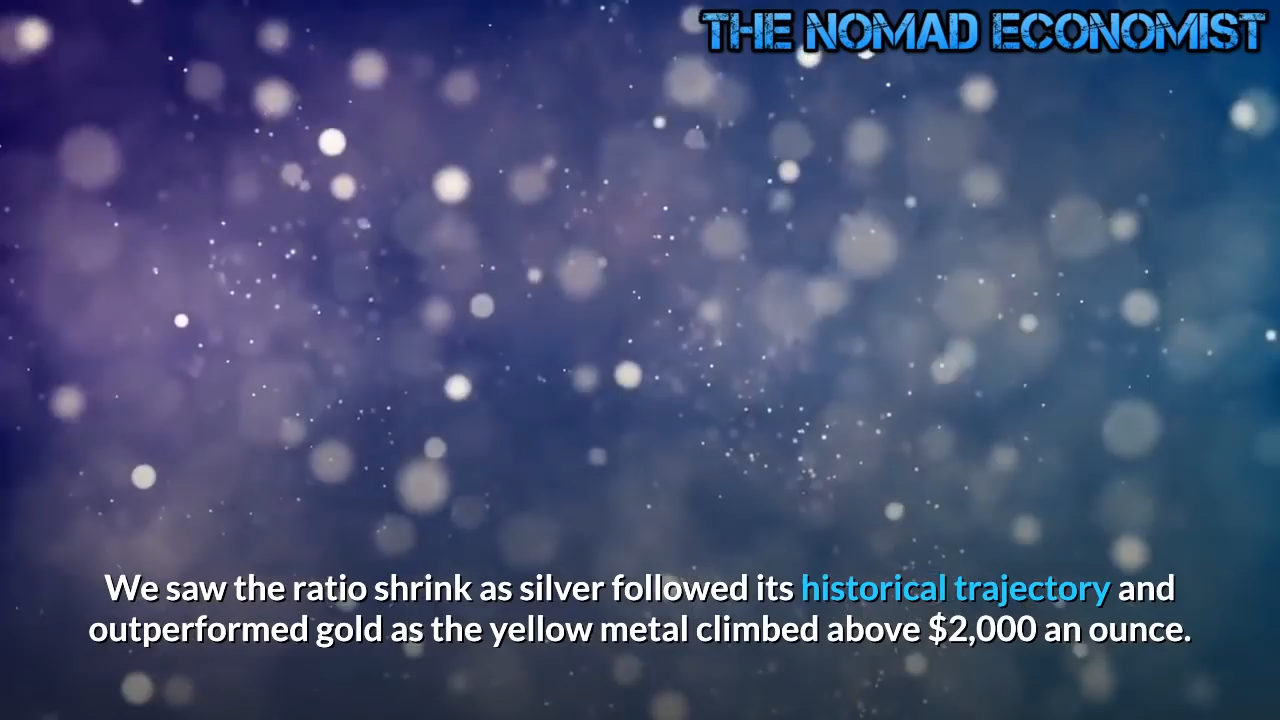 THE NOMAD ECONOMIST
We saw the ratio shrink as silver followed its historical trajectory and
outperformed gold as the yellow metal climbed above $2,000 an ounce.